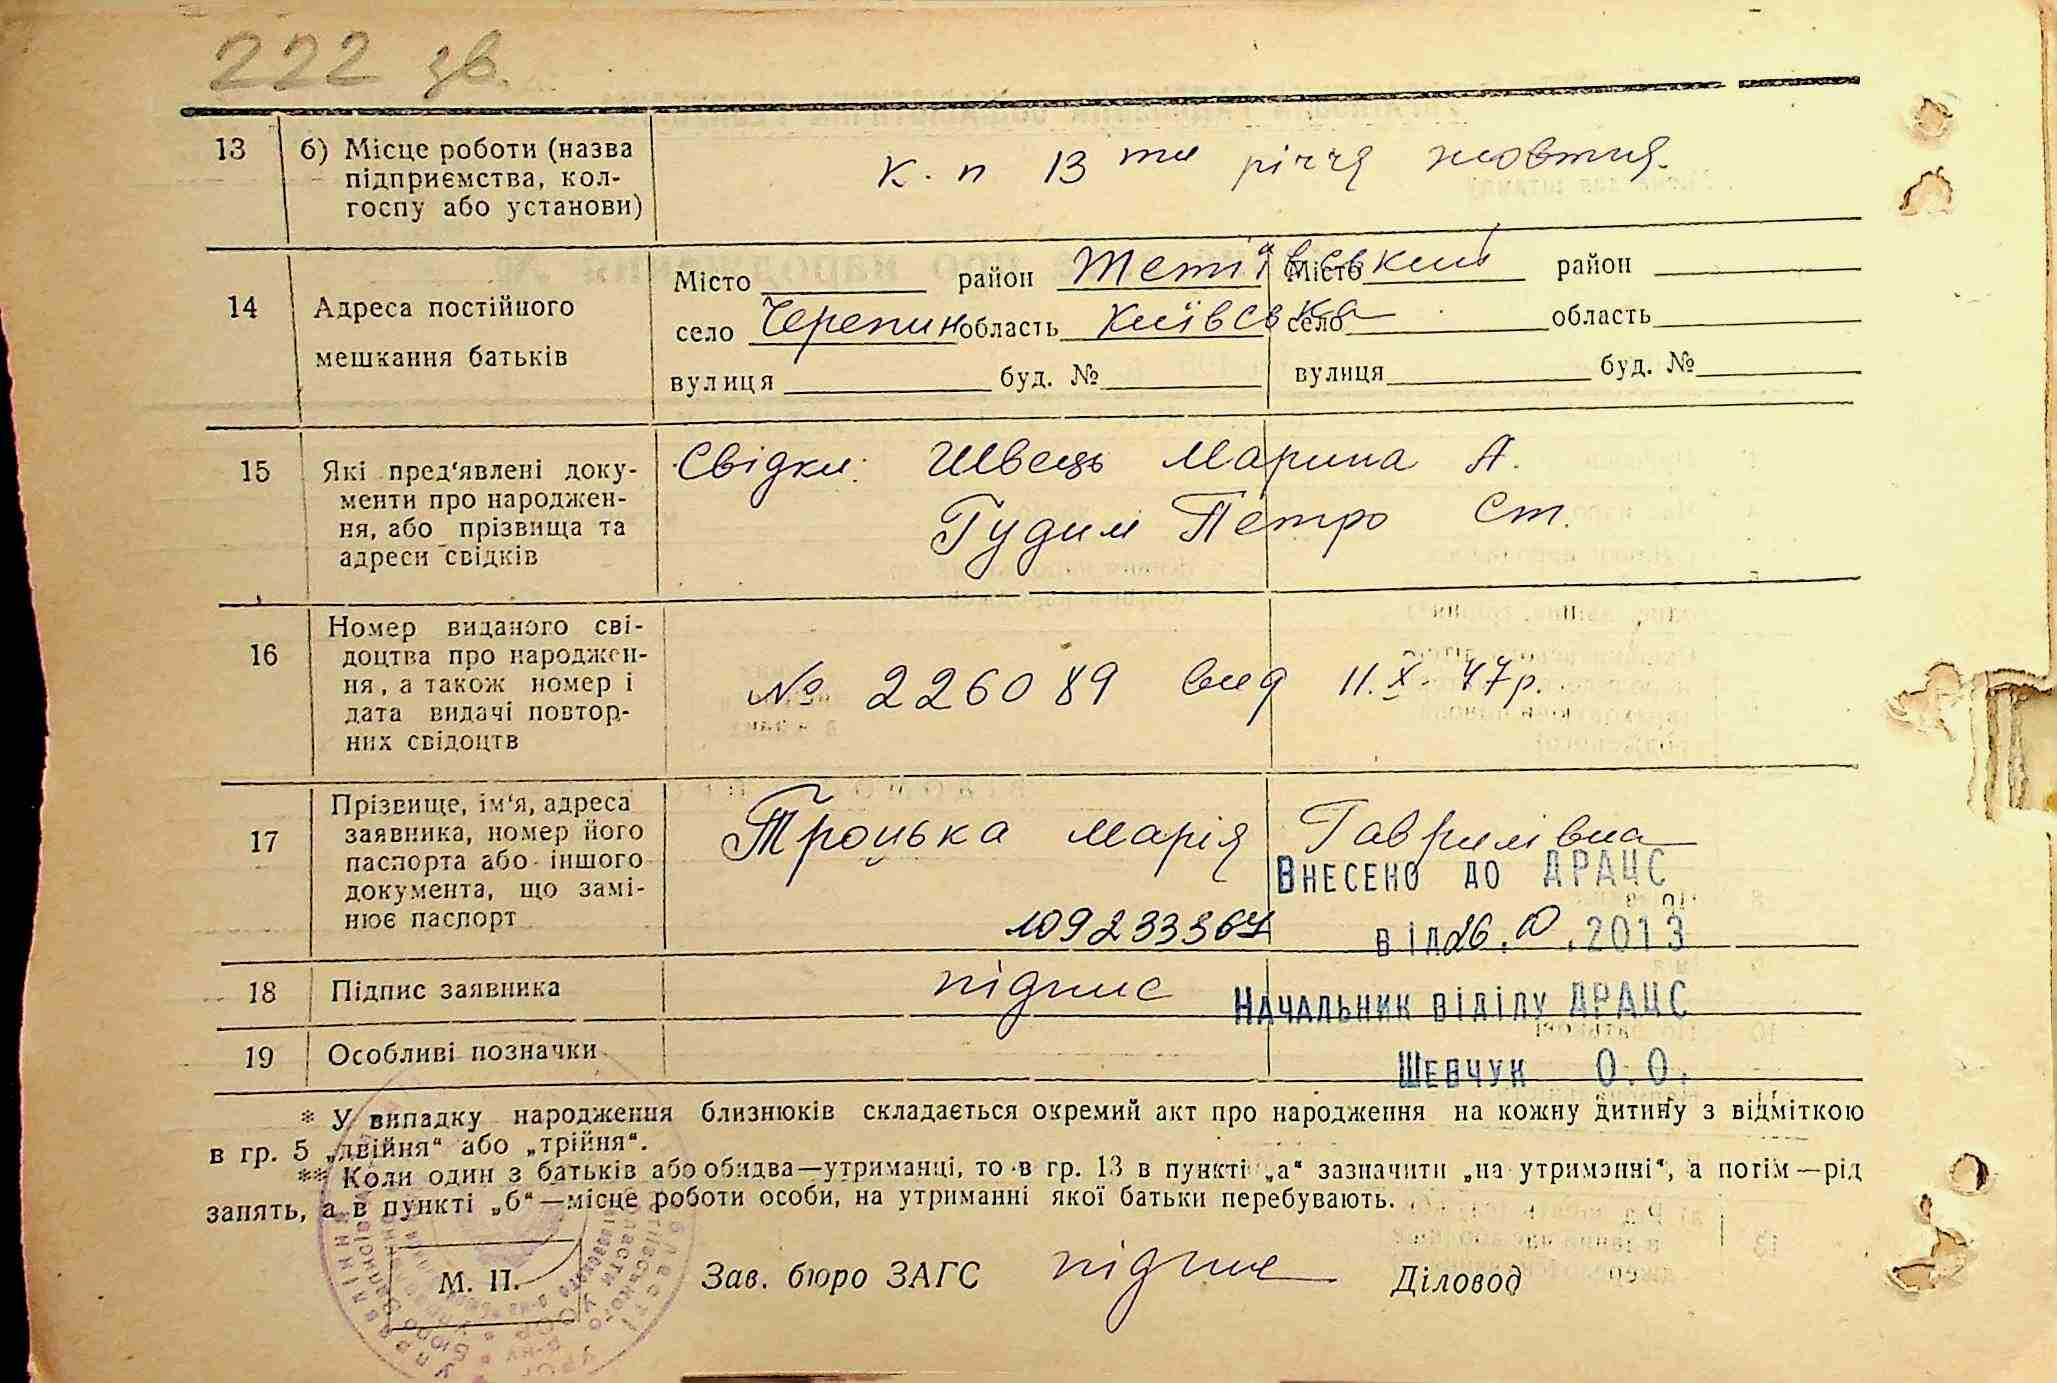 222 зв.
13 б) Місце роботи (назва
підприємства, кол-
госпу або установи)
к. п 13 ти річчя жовтня.
14 Адреса постійного
мешкання батьків
Місто район Тетіївський Місто район
село Черепин область Київська село область
вулиця буд. № вулиця буд. №
15 Які пред'явлені доку-
менти про народжен-
ня, або прізвища та
адреси свідків
Свідки: Швець Марина А.
Гудим Петро Ст.
16 Номер виданого сві-
доцтва про народжен-
ня, а також номер і
дата видачі повтор-
них свідоцтв
№ 226089 вид 11.X 47р.
17 Прізвище, ім'я, адреса
заявника, номер його
паспорта або іншого
документа, що замі-
нює паспорт
Троцька Марія Гаврилівна
Внесено до ДРАЦС
109233367
від 26. .2013
18 Підпис заявника
підпис
Начальник відділу ДРАЦС
19 Особливі позначки
Шевчук О.О.
* У випадку народження близнюків складається окремий акт про народження на кожну дитину з відміткою
в гр. 5 „двійня“ або „трійня“.
** Коли один з батьків або обидва—утриманці, то в гр. 13 в пункті „а“ зазначити „на утриманні“, а потім—рід
занять, а в пункті „б“—місце роботи особи, на утриманні якої батьки перебувають.
М. П. Зав. бюро ЗАГС підпис Діловод